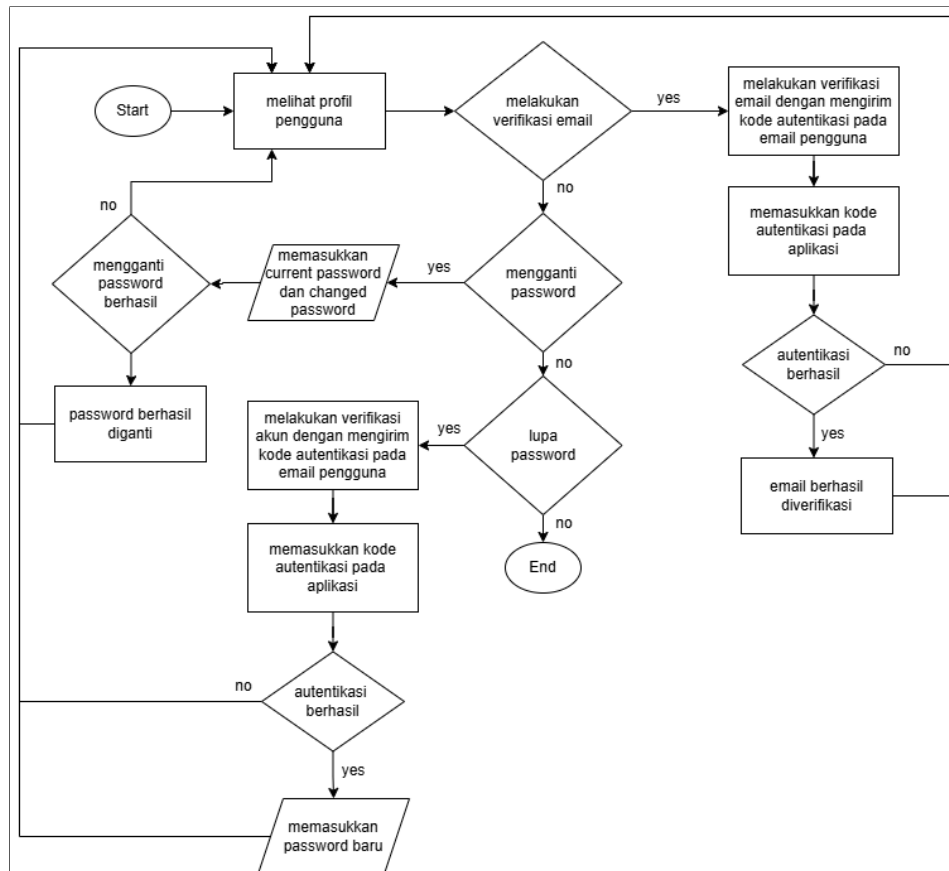 Start
melihat profil
pengguna
melakukan
verifikasi email
yes
melakukan verifikasi
email dengan mengirim
kode autentikasi pada
email pengguna
no
no
memasukkan kode
autentikasi pada
aplikasi
mengganti
password
berhasil
memasukkan
current password
dan changed
password
yes
mengganti
password
autentikasi
berhasil
no
no
password berhasil
diganti
melakukan verifikasi
akun dengan mengirim
kode autentikasi pada
email pengguna
yes
lupa
password
yes
email berhasil
diverifikasi
no
memasukkan kode
autentikasi pada
aplikasi
End
no
autentikasi
berhasil
yes
memasukkan
password baru